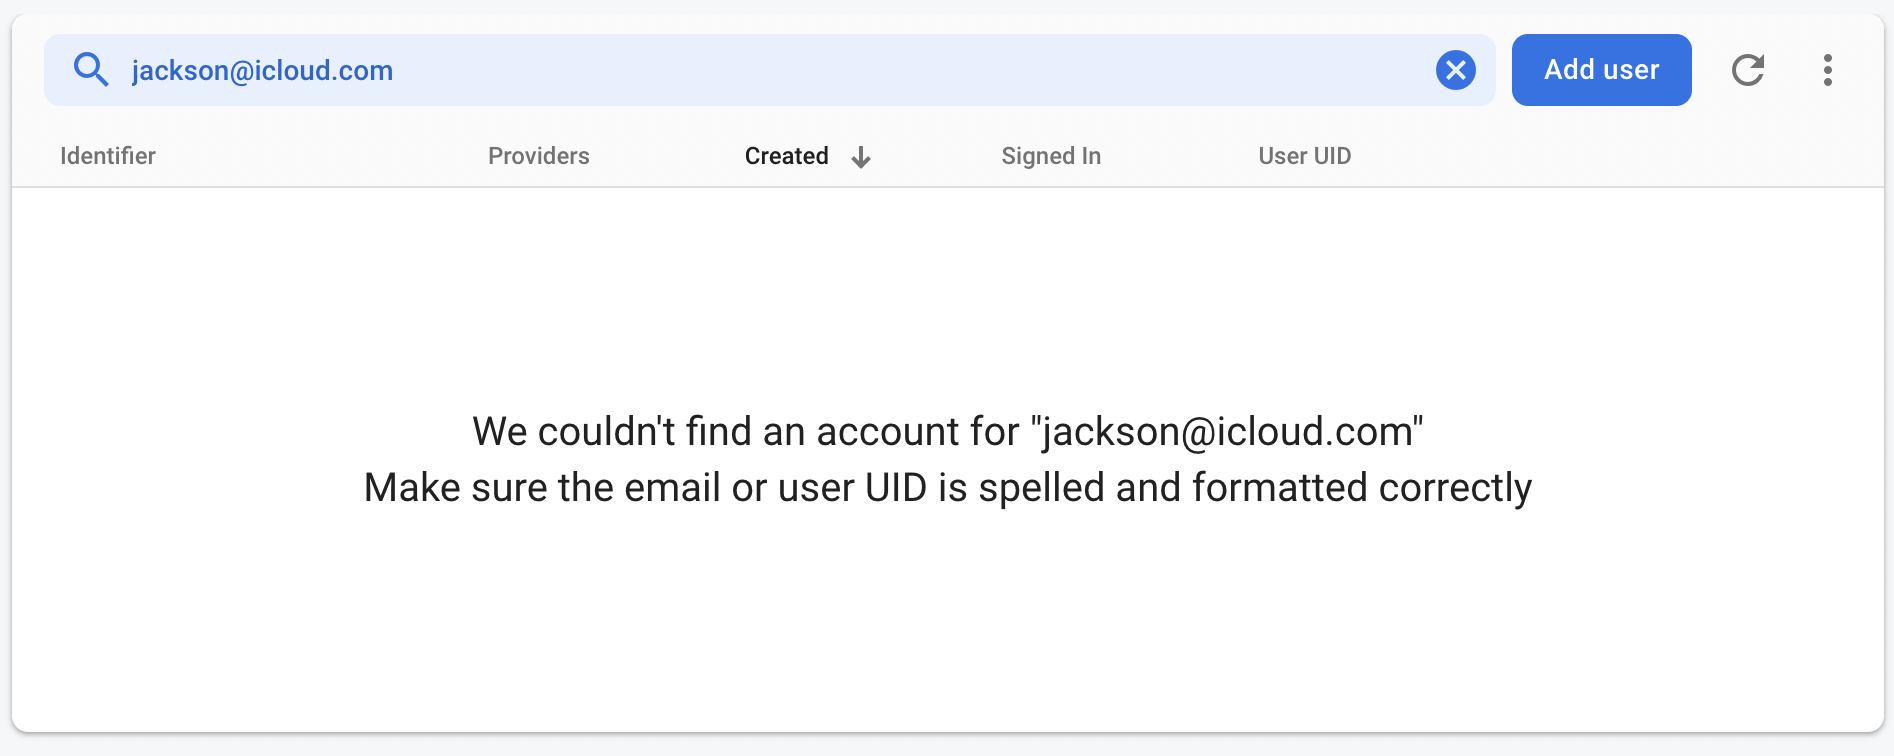 jackson@icloud.com
Add user
Identifier Providers Created Signed In User UID
We couldn't find an account for "jackson@icloud.com"
Make sure the email or user UID is spelled and formatted correctly